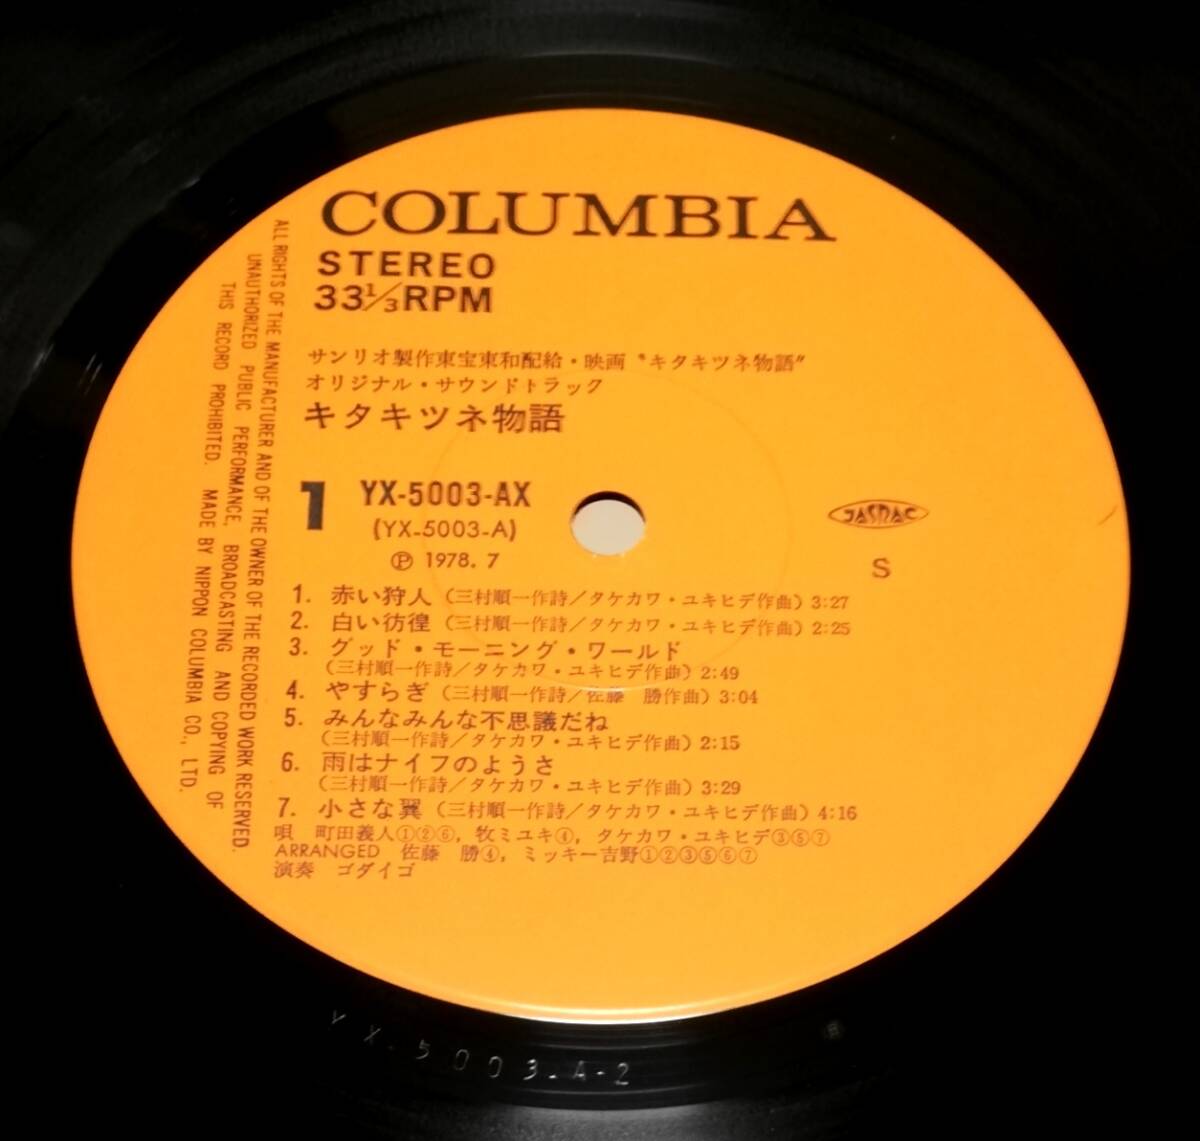 COLUMBIA
STEREO
33⅓RPM
サンリオ製作東宝東和配給・映画〝キタキツネ物語〟
オリジナル・サウンドトラック
キタキツネ物語
1 YX-5003-AX
(YX-5003-A)
Ⓟ 1978. 7
JASRAC
S
1. 赤い狩人 (三村順一作詩/タケカワ・ユキヒデ作曲) 3:27
2. 白い彷徨 (三村順一作詩/タケカワ・ユキヒデ作曲) 2:25
3. グッド・モーニング・ワールド
(三村順一作詩/タケカワ・ユキヒデ作曲) 2:49
4. やすらぎ (三村順一作詩/佐藤 勝作曲) 3:04
5. みんなみんな不思議だね
(三村順一作詩/タケカワ・ユキヒデ作曲) 2:15
6. 雨はナイフのようさ
(三村順一作詩/タケカワ・ユキヒデ作曲) 3:29
7. 小さな翼 (三村順一作詩/タケカワ・ユキヒデ作曲) 4:16
唄 町田義人①②⑥, 牧ミユキ④, タケカワ・ユキヒデ③⑤⑦
ARRANGED 佐藤 勝④, ミッキー吉野①②③⑤⑥⑦
演奏 ゴダイゴ
ALL RIGHTS OF THE MANUFACTURER AND OF THE OWNER OF THE RECORDED WORK RESERVED.
UNAUTHORIZED PUBLIC PERFORMANCE, BROADCASTING AND COPYING OF
THIS RECORD PROHIBITED. MADE BY NIPPON COLUMBIA CO., LTD.
YX-5003-A-2